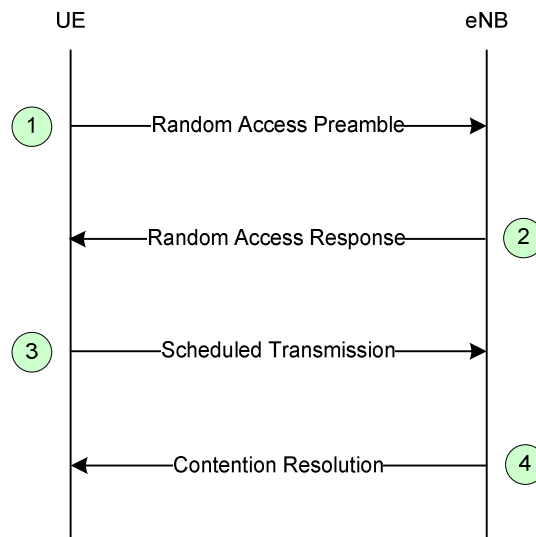 UE eNB
1 Random Access Preamble
Random Access Response 2
3 Scheduled Transmission
Contention Resolution 4